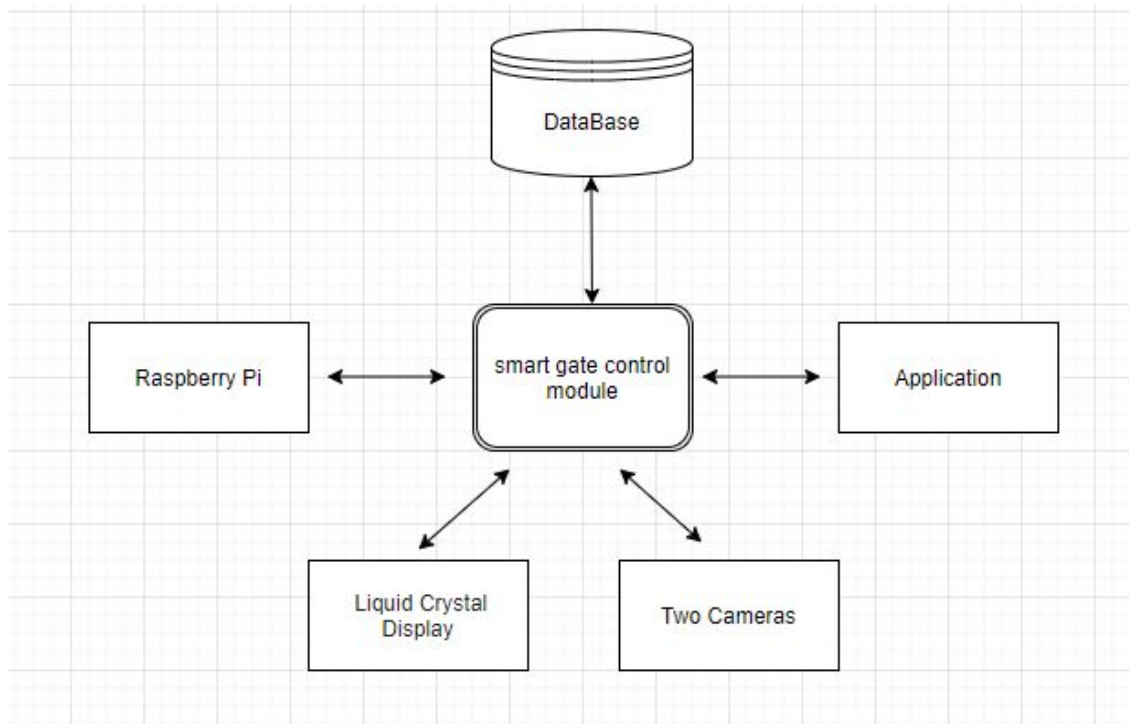 DataBase
Raspberry Pi
smart gate control
module
Application
Liquid Crystal
Display
Two Cameras